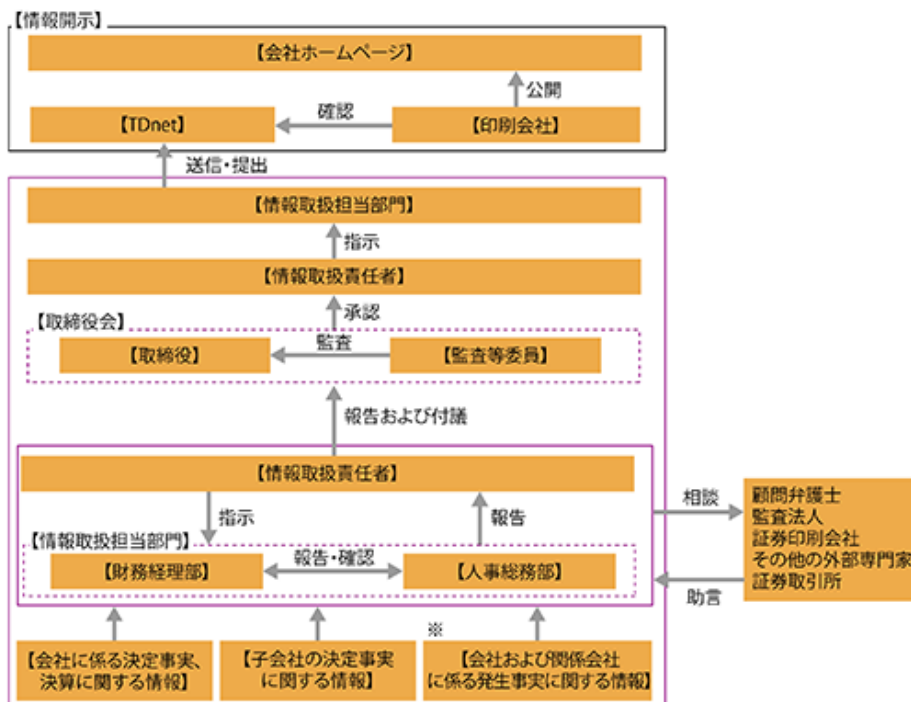 【情報開示】
【会社ホームページ】
公開
確認
【TDnet】
【印刷会社】
送信・提出
【情報取扱担当部門】
指示
【情報取扱責任者】
承認
【取締役会】
監査
【取締役】
【監査等委員】
報告および付議
【情報取扱責任者】
指示
報告
【情報取扱担当部門】
報告・確認
【財務経理部】
【人事総務部】
相談
顧問弁護士
監査法人
証券印刷会社
その他の外部専門家
証券取引所
助言
※
【会社に係る決定事実、
決算に関する情報】
【子会社の決定事実
に関する情報】
【会社および関係会社
に係る発生事実に関する情報】